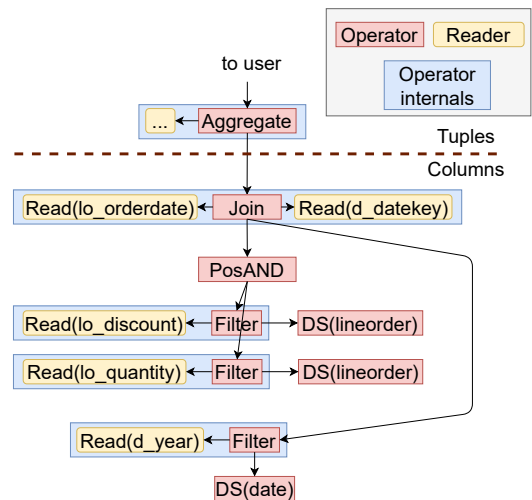 Operator
Reader
Operator
internals
to user
...
Aggregate
Tuples
Columns
Read(lo_orderdate)
Join
Read(d_datekey)
PosAND
Read(lo_discount)
Filter
DS(lineorder)
Read(lo_quantity)
Filter
DS(lineorder)
Read(d_year)
Filter
DS(date)